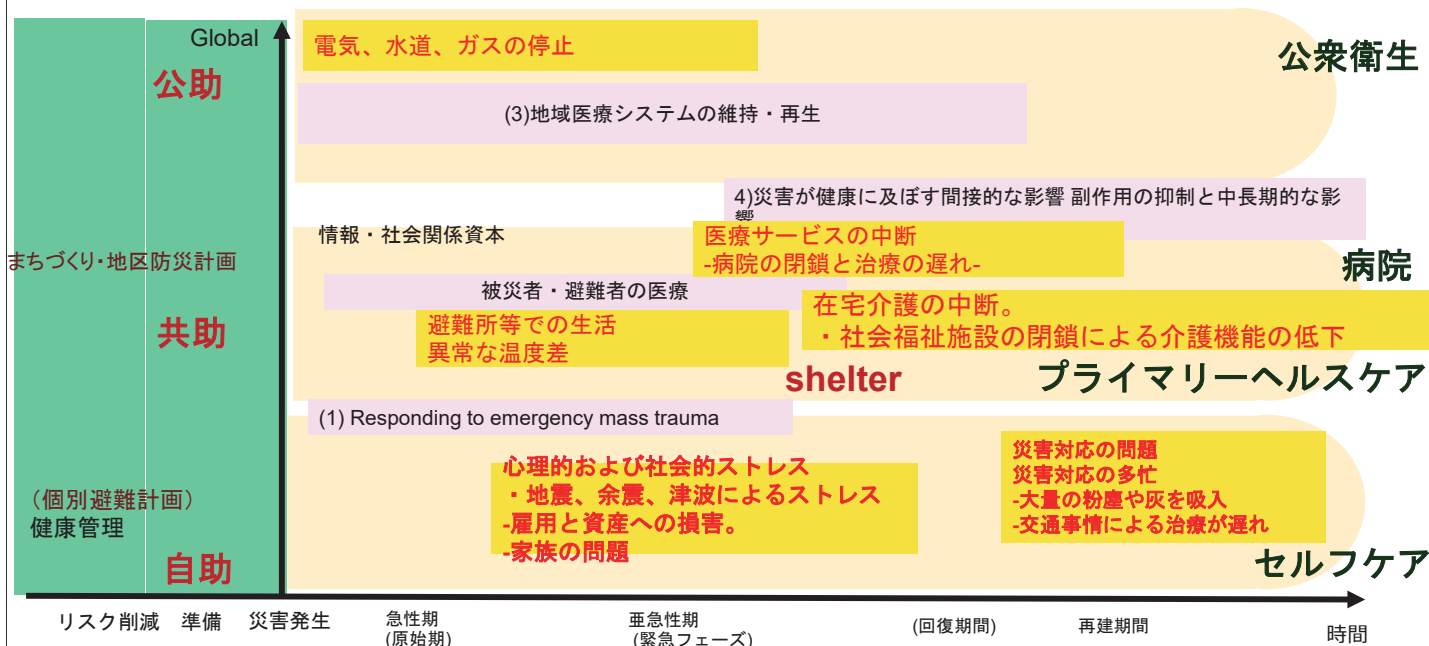 Global
電気、水道、ガスの停止
公衆衛生
公助
(3)地域医療システムの維持・再生
4)災害が健康に及ぼす間接的な影響 副作用の抑制と中長期的な影
響
情報・社会関係資本
医療サービスの中断
-病院の閉鎖と治療の遅れ-
まちづくり・地区防災計画
病院
被災者・避難者の医療
在宅介護の中断。
・社会福祉施設の閉鎖による介護機能の低下
共助
避難所等での生活
異常な温度差
shelter
プライマリーヘルスケア
(1) Responding to emergency mass trauma
心理的および社会的ストレス
・地震、余震、津波によるストレス
-雇用と資産への損害。
-家族の問題
災害対応の問題
災害対応の多忙
-大量の粉塵や灰を吸入
-交通事情による治療が遅れ
（個別避難計画）
健康管理
自助
セルフケア
リスク削減
準備
災害発生
急性期
(原始期)
亜急性期
(緊急フェーズ)
(回復期間)
再建期間
時間